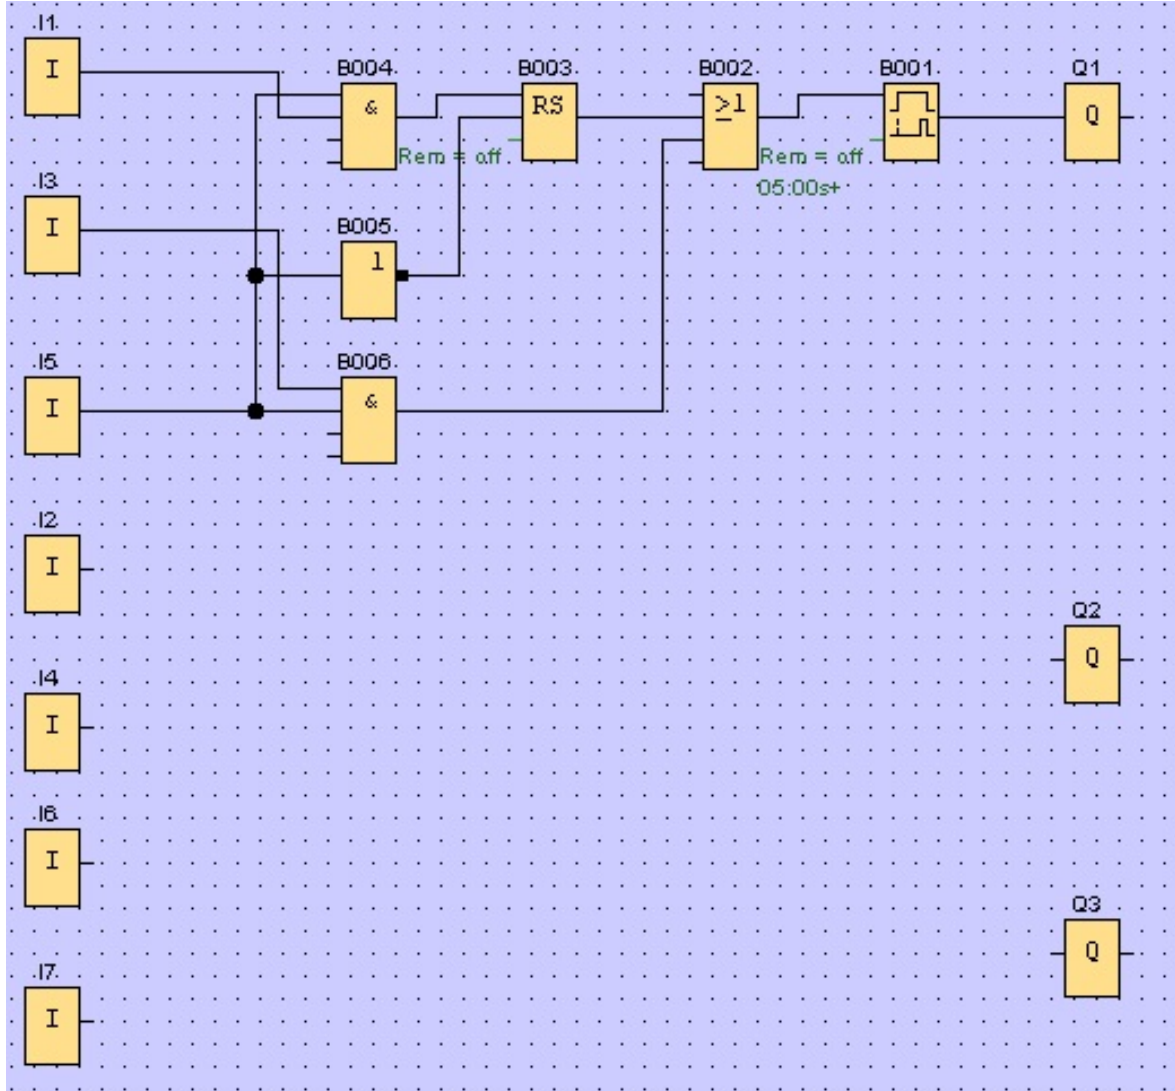 I1
I
B004
&
Rem = off
B003
RS
B002
≥1
Rem = off
05:00s+
B001
Q1
Q
I3
I
B005
1
I5
I
B006
&
I2
I
Q2
Q
I4
I
I6
I
Q3
Q
I7
I